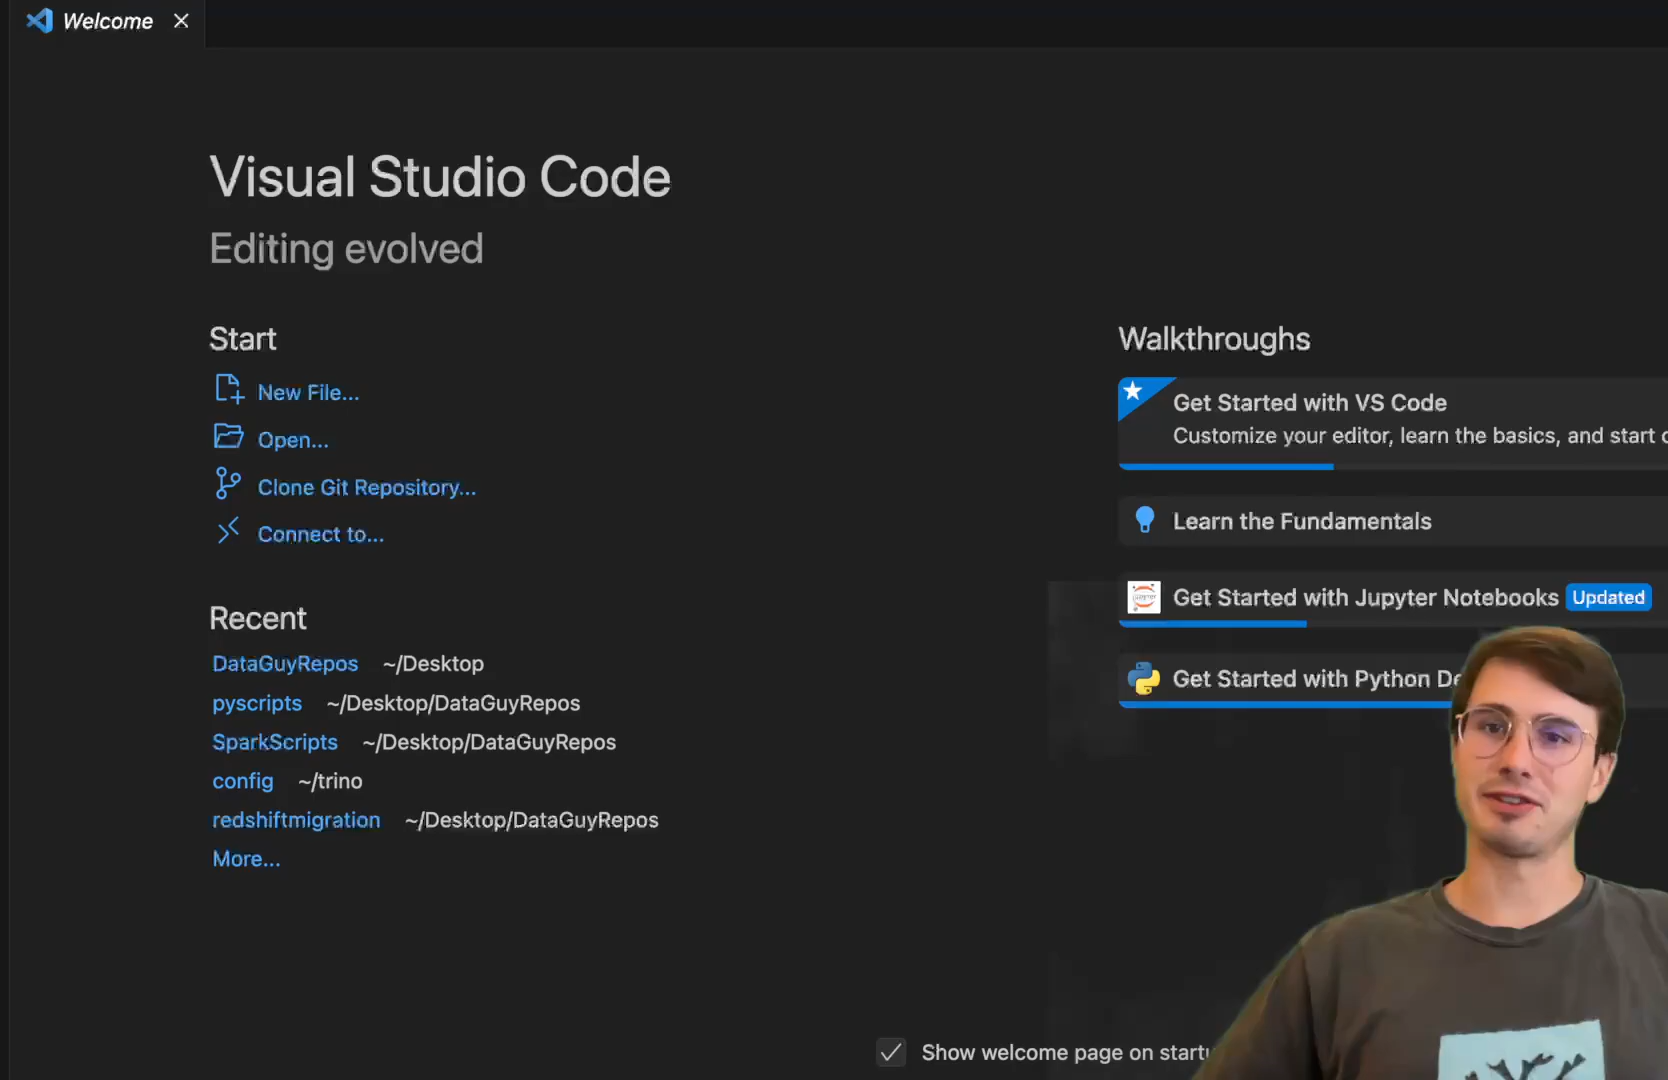 Welcome
Visual Studio Code
Editing evolved
Start
New File...
Open...
Clone Git Repository...
Connect to...
Recent
DataGuyRepos ~/Desktop
pyscripts ~/Desktop/DataGuyRepos
SparkScripts ~/Desktop/DataGuyRepos
config ~/trino
redshiftmigration ~/Desktop/DataGuyRepos
More...
Walkthroughs
Get Started with VS Code
Customize your editor, learn the basics, and start
Learn the Fundamentals
Get Started with Jupyter Notebooks Updated
Get Started with Python
Show welcome page on